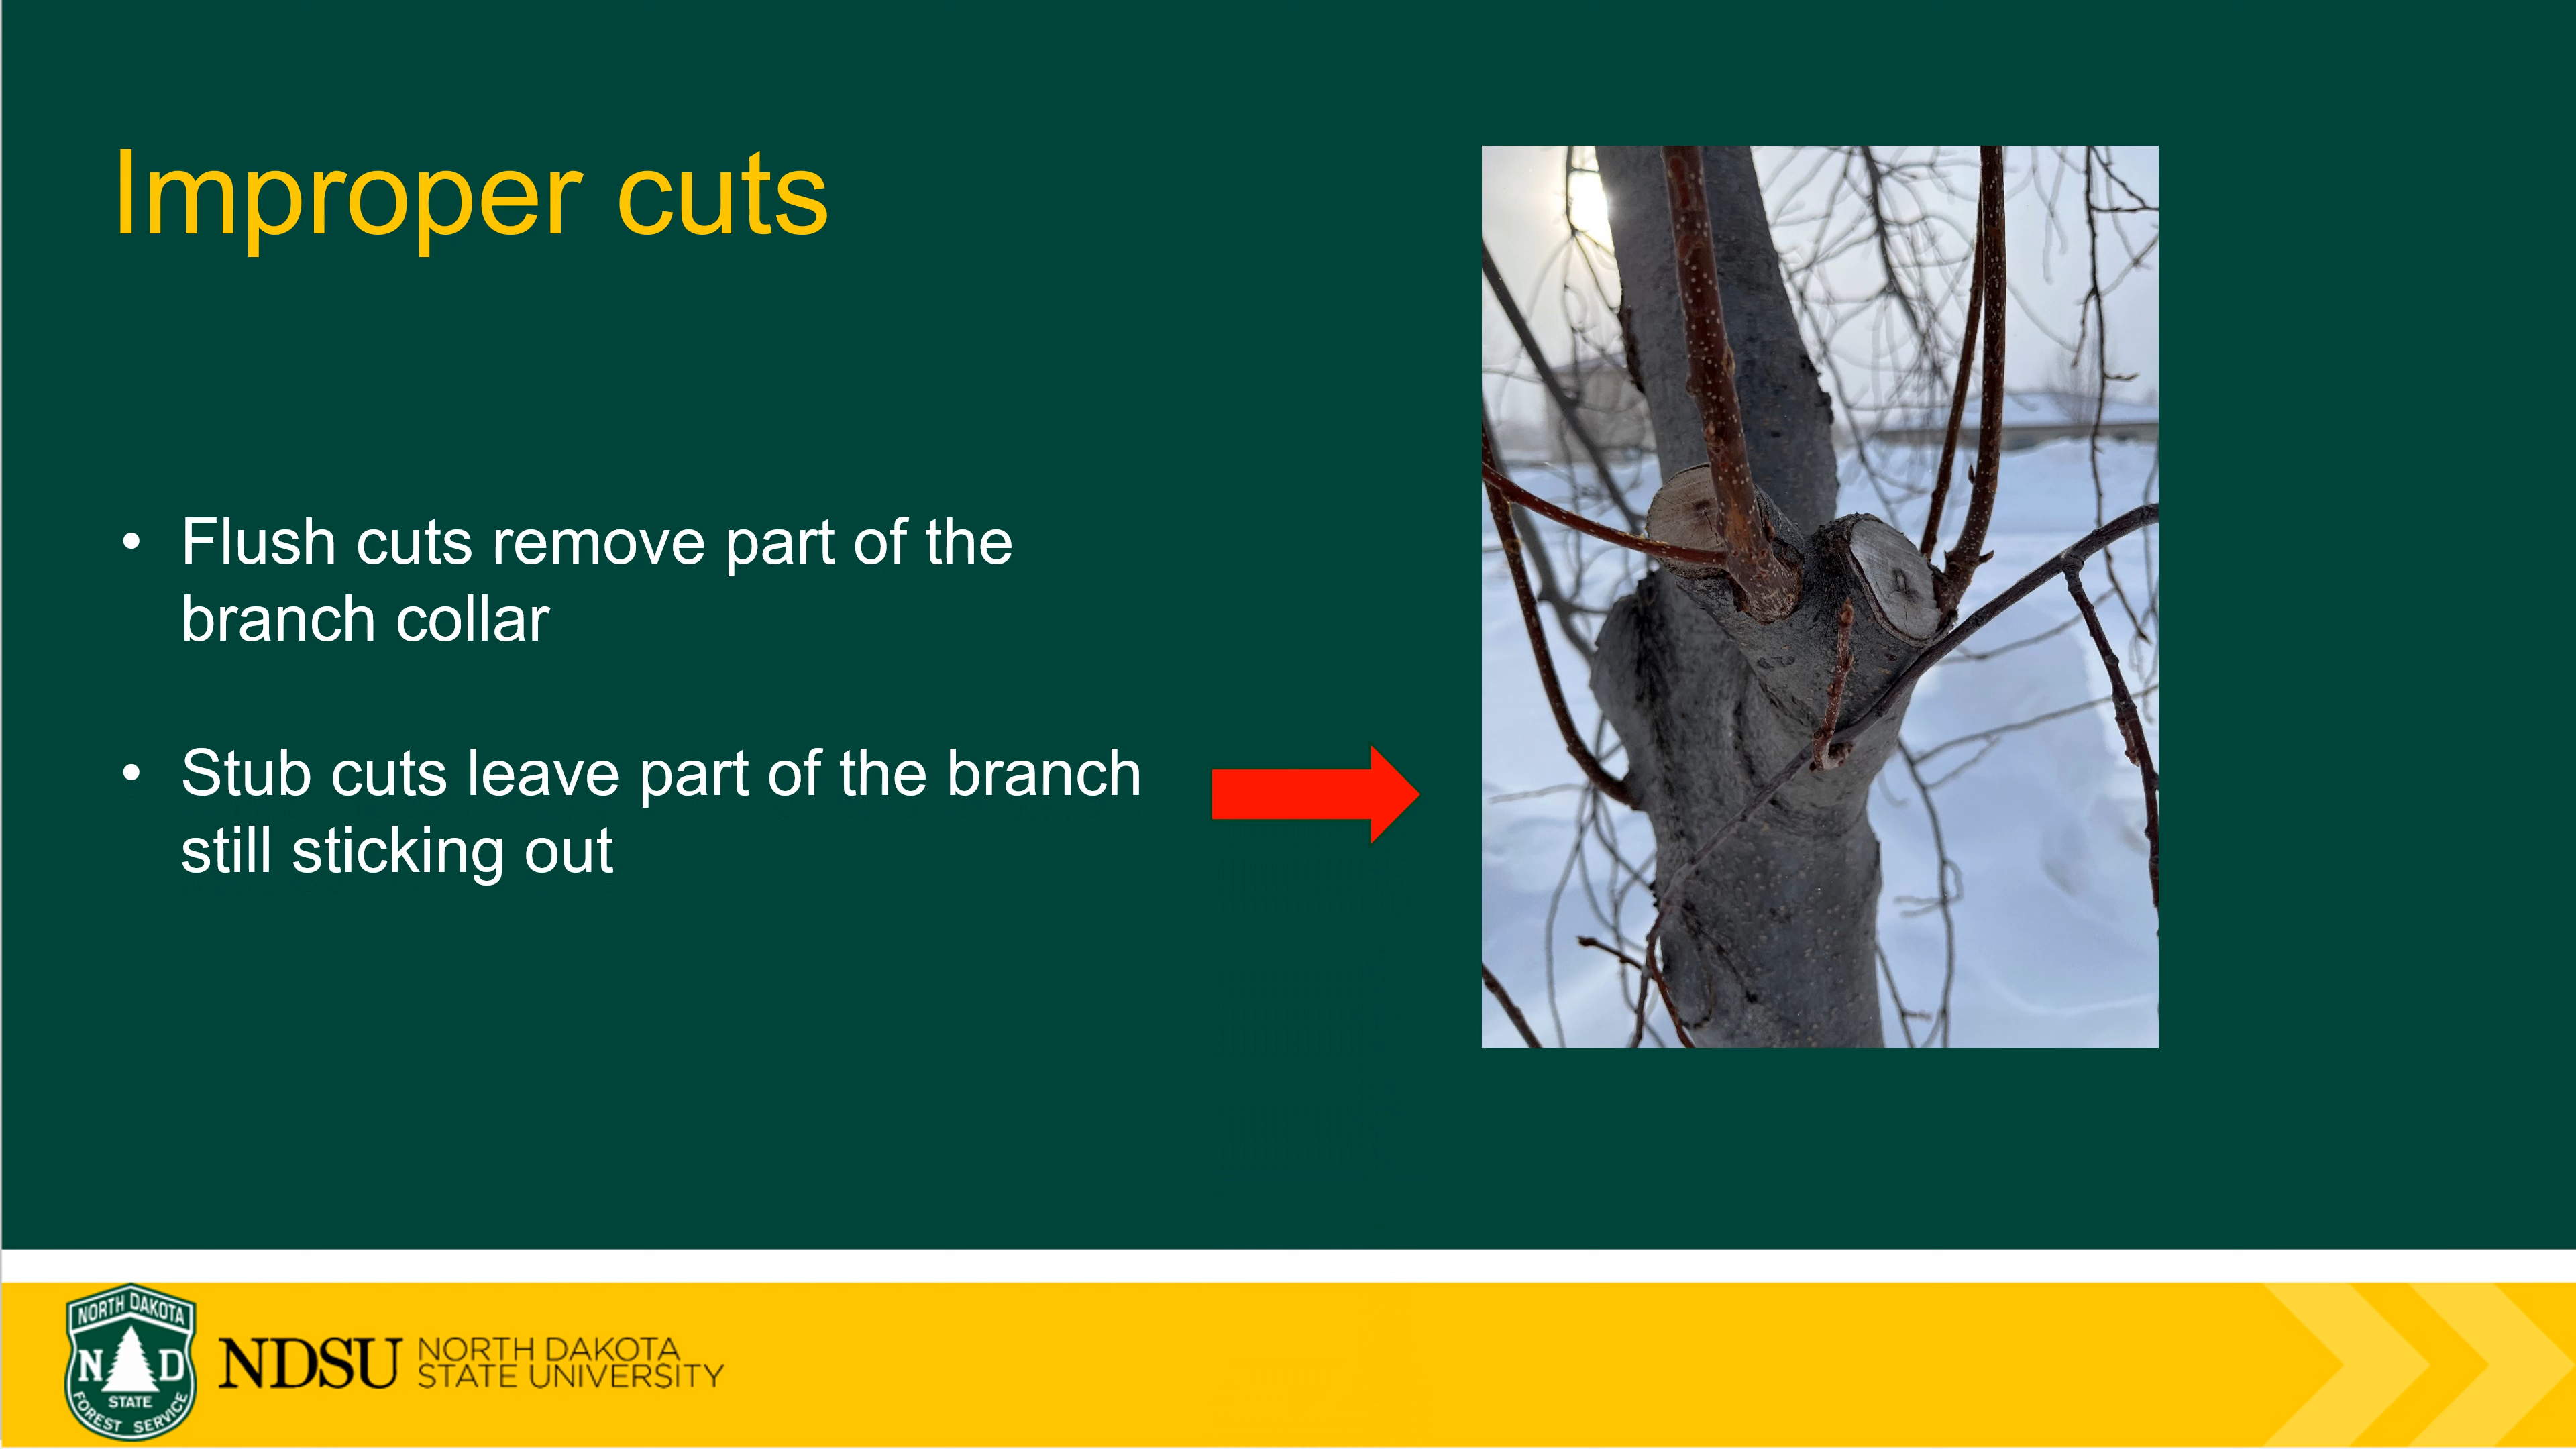 Improper cuts
• Flush cuts remove part of the
branch collar
• Stub cuts leave part of the branch
still sticking out
NORTH DAKOTA
N D
STATE
FOREST SERVICE
NDSU
NORTH DAKOTA
STATE UNIVERSITY